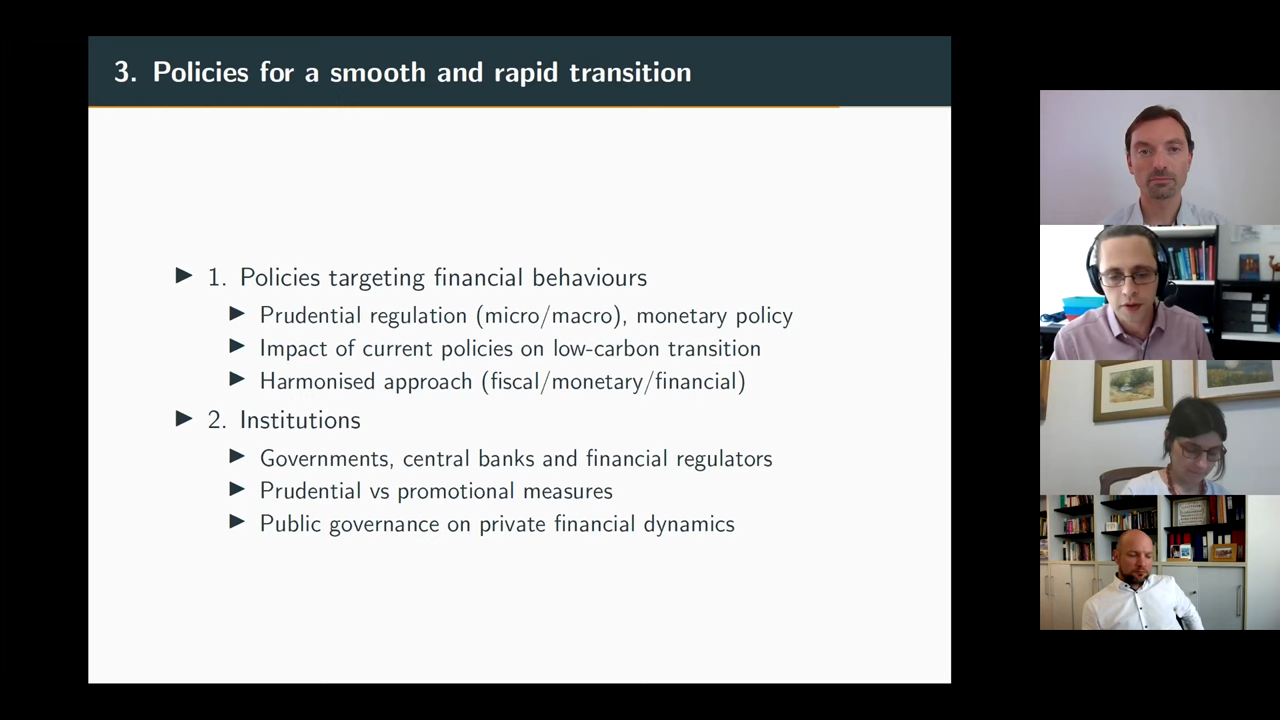 3. Policies for a smooth and rapid transition
▶ 1. Policies targeting financial behaviours
▶ Prudential regulation (micro/macro), monetary policy
▶ Impact of current policies on low-carbon transition
▶ Harmonised approach (fiscal/monetary/financial)
▶ 2. Institutions
▶ Governments, central banks and financial regulators
▶ Prudential vs promotional measures
▶ Public governance on private financial dynamics